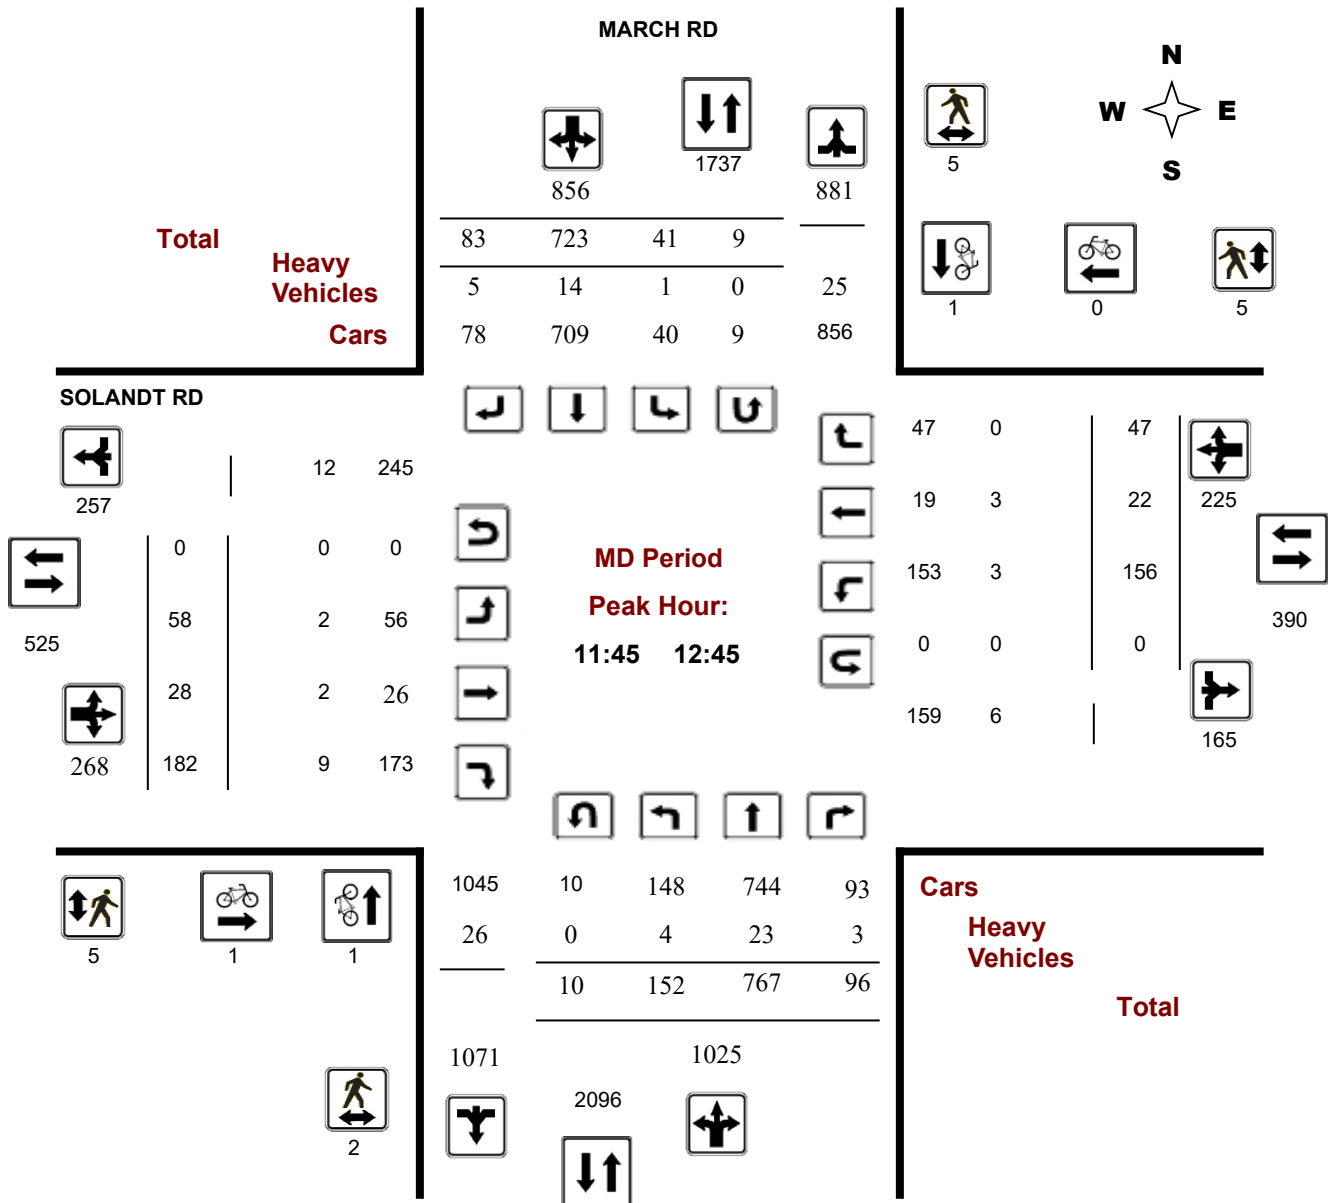 MARCH RD
N
W E
S
5
1737
856
881
Total
83 723 41 9
Heavy
Vehicles
5 14 1 0 25
Cars
78 709 40 9 856
1 0 5
SOLANDT RD
47 0 47
12 245
257
19 3 22 225
0 0 0
MD Period
153 3 156
58 2 56
Peak Hour:
390
525
11:45 12:45
0 0 0
28 2 26
159 6
165
268 182 9 173
1045 10 148 744 93
Cars
26 0 4 23 3
Heavy
Vehicles
5 1 1
10 152 767 96
Total
1071 1025
2096
2